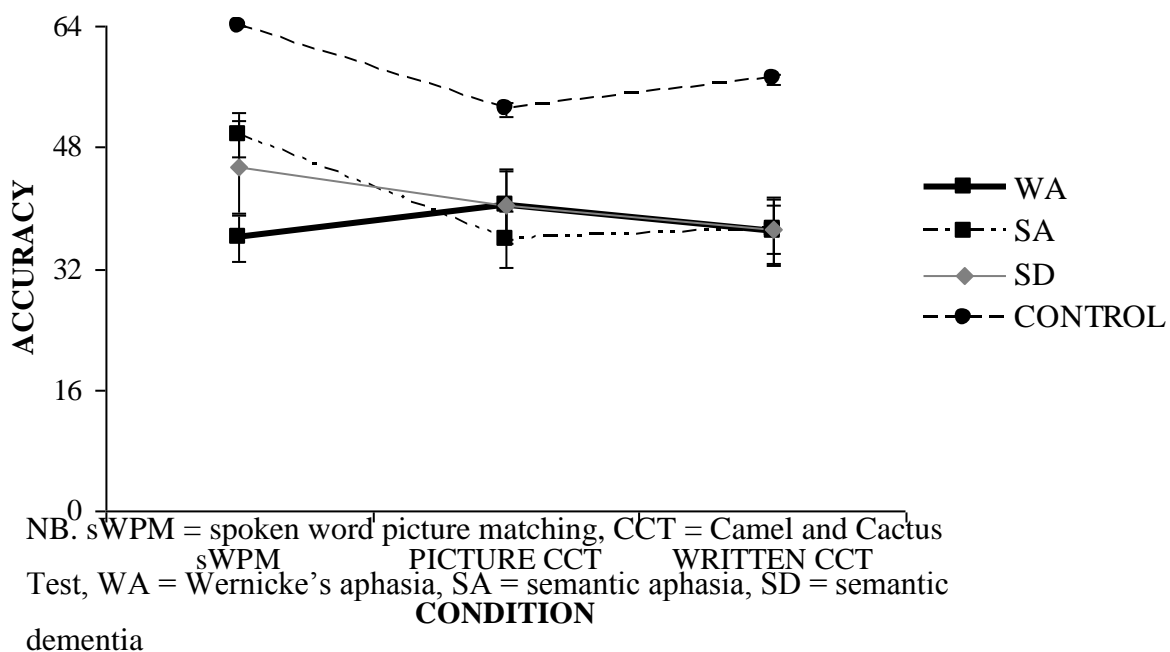 64
48
32
16
0
ACCURACY
WA
SA
SD
CONTROL
NB. sWPM = spoken word picture matching, CCT = Camel and Cactus
sWPM PICTURE CCT WRITTEN CCT
Test, WA = Wernicke’s aphasia, SA = semantic aphasia, SD = semantic
CONDITION
dementia